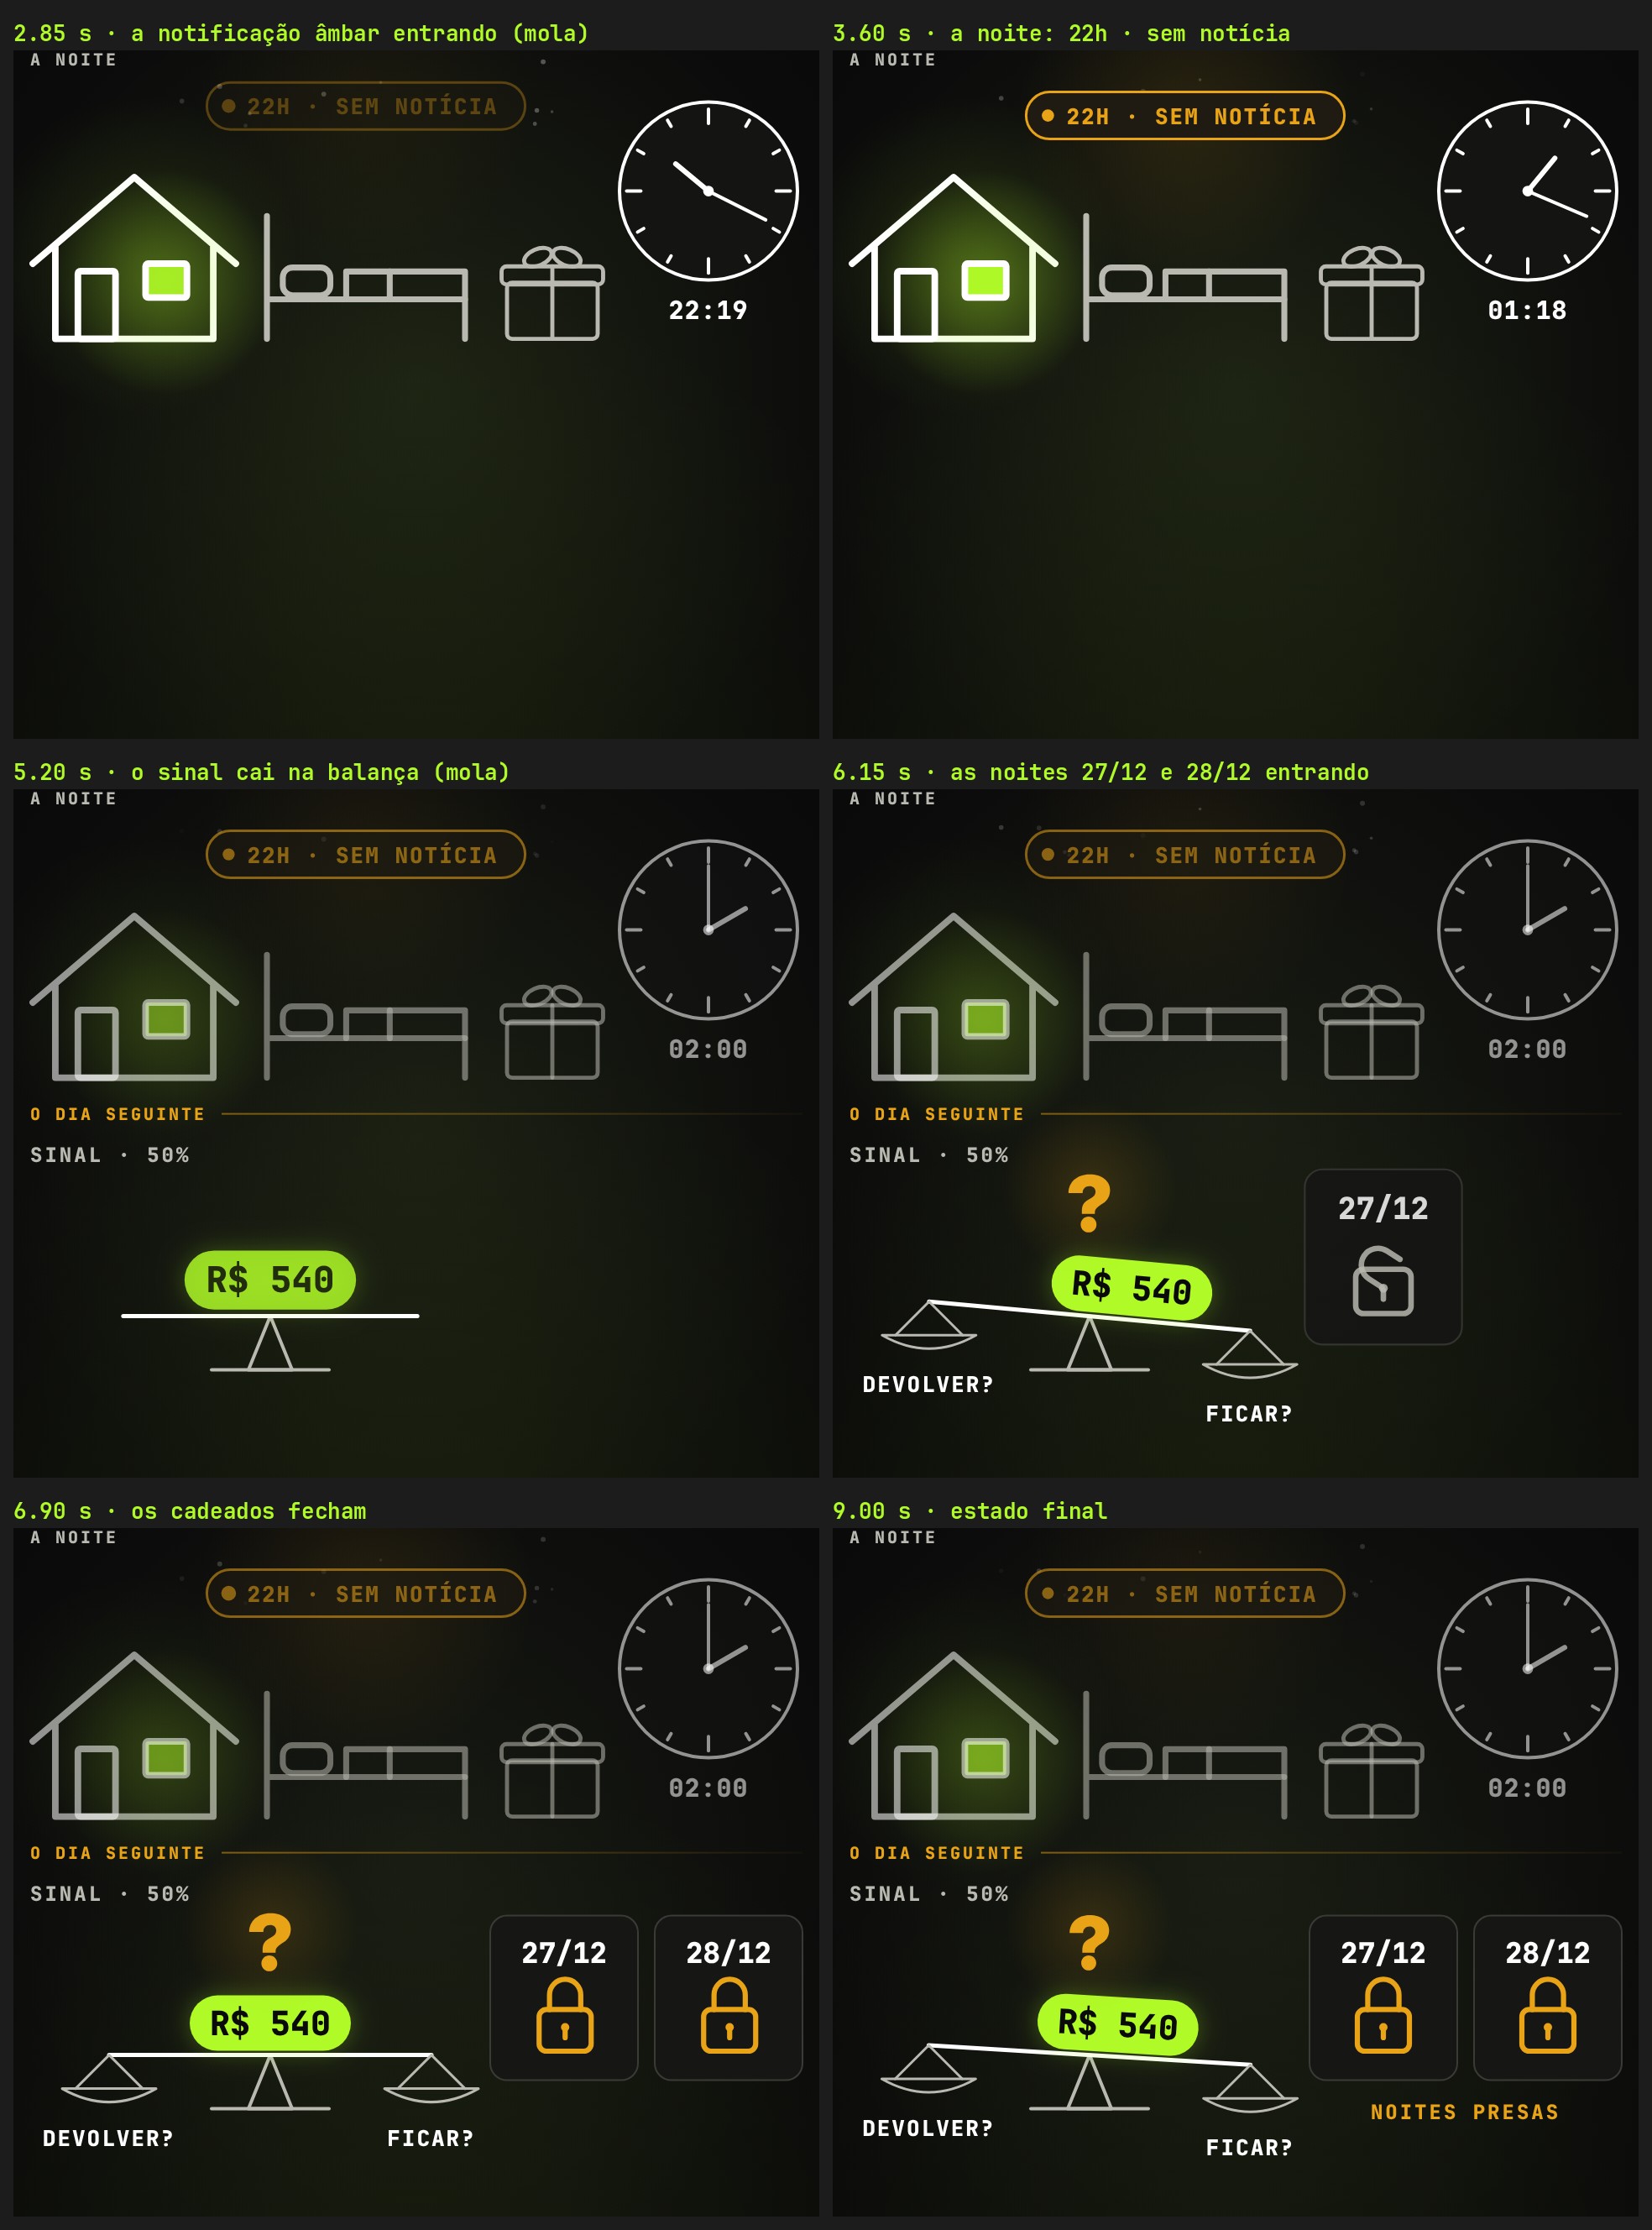 2.85 s · a notificação âmbar entrando (mola)
A NOITE
22H · SEM NOTÍCIA
22:19
3.60 s · a noite: 22h · sem notícia
A NOITE
22H · SEM NOTÍCIA
01:18
5.20 s · o sinal cai na balança (mola)
A NOITE
22H · SEM NOTÍCIA
02:00
O DIA SEGUINTE
SINAL · 50%
R$ 540
6.15 s · as noites 27/12 e 28/12 entrando
A NOITE
22H · SEM NOTÍCIA
02:00
O DIA SEGUINTE
SINAL · 50%
?
27/12
R$ 540
DEVOLVER?
FICAR?
6.90 s · os cadeados fecham
A NOITE
22H · SEM NOTÍCIA
02:00
O DIA SEGUINTE
SINAL · 50%
?
27/12
28/12
R$ 540
DEVOLVER?
FICAR?
9.00 s · estado final
A NOITE
22H · SEM NOTÍCIA
02:00
O DIA SEGUINTE
SINAL · 50%
?
27/12
28/12
R$ 540
NOITES PRESAS
DEVOLVER?
FICAR?